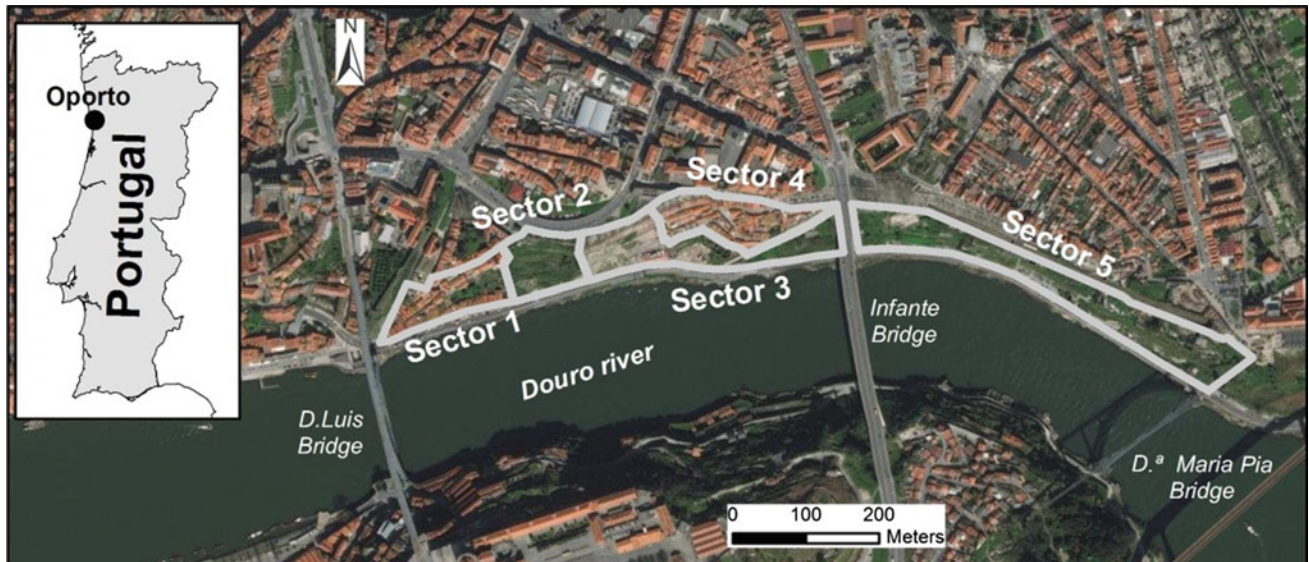 Oporto
Portugal
N
Sector 1
Sector 2
Sector 3
Sector 4
Sector 5
Douro river
D.Luis
Bridge
Infante
Bridge
D.ª Maria Pia
Bridge
0 100 200
Meters